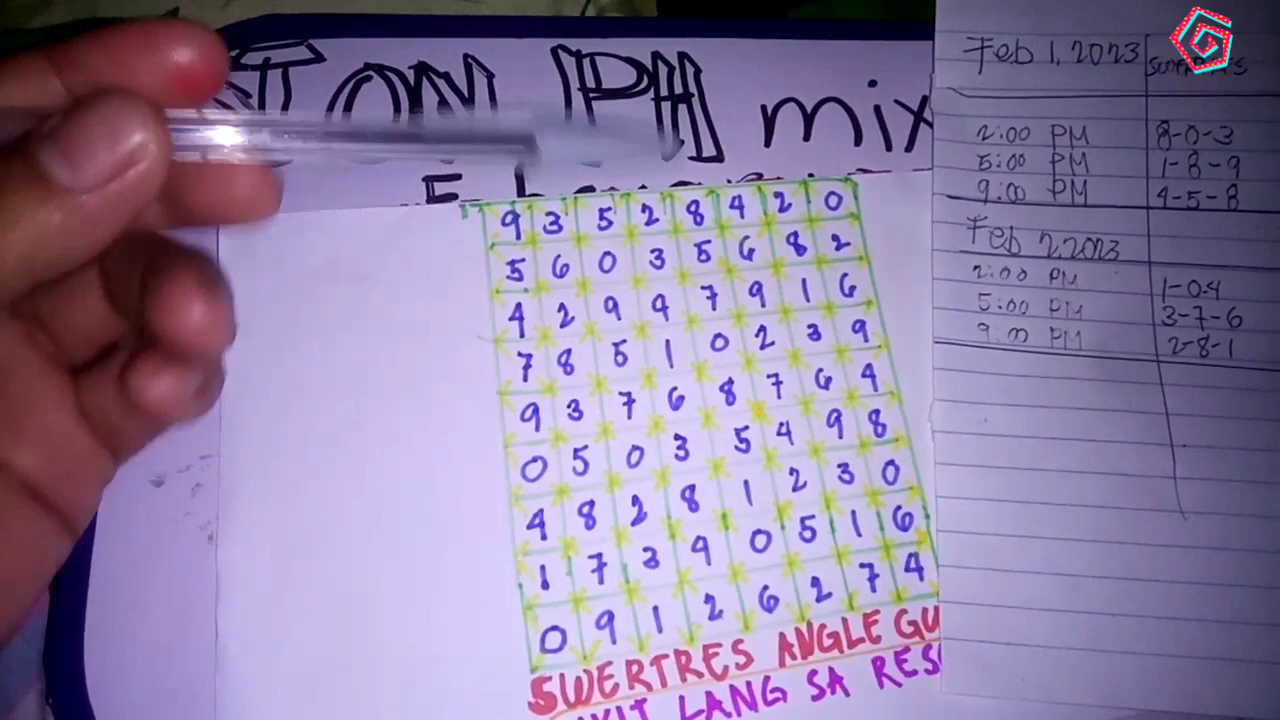 Jon PH mix
9 3 5 2 8 4 2 0
5 6 0 3 5 6 8 2
4 2 9 4 7 9 1 6
7 8 5 1 0 2 3 9
9 3 7 6 8 7 6 4
0 5 0 3 5 4 9 8
4 8 2 8 1 2 3 0
1 7 3 9 0 5 1 6
0 9 1 2 6 2 7 4
SWERTRES ANGLE GU
LANG SA RES
Feb 1, 2023
2:00 PM 8-0-3
5:00 PM 1-8-9
9:00 PM 4-5-8
Feb 2.2023
2:00 PM 1-0-4
5:00 PM 3-7-6
9:00 PM 2-8-1